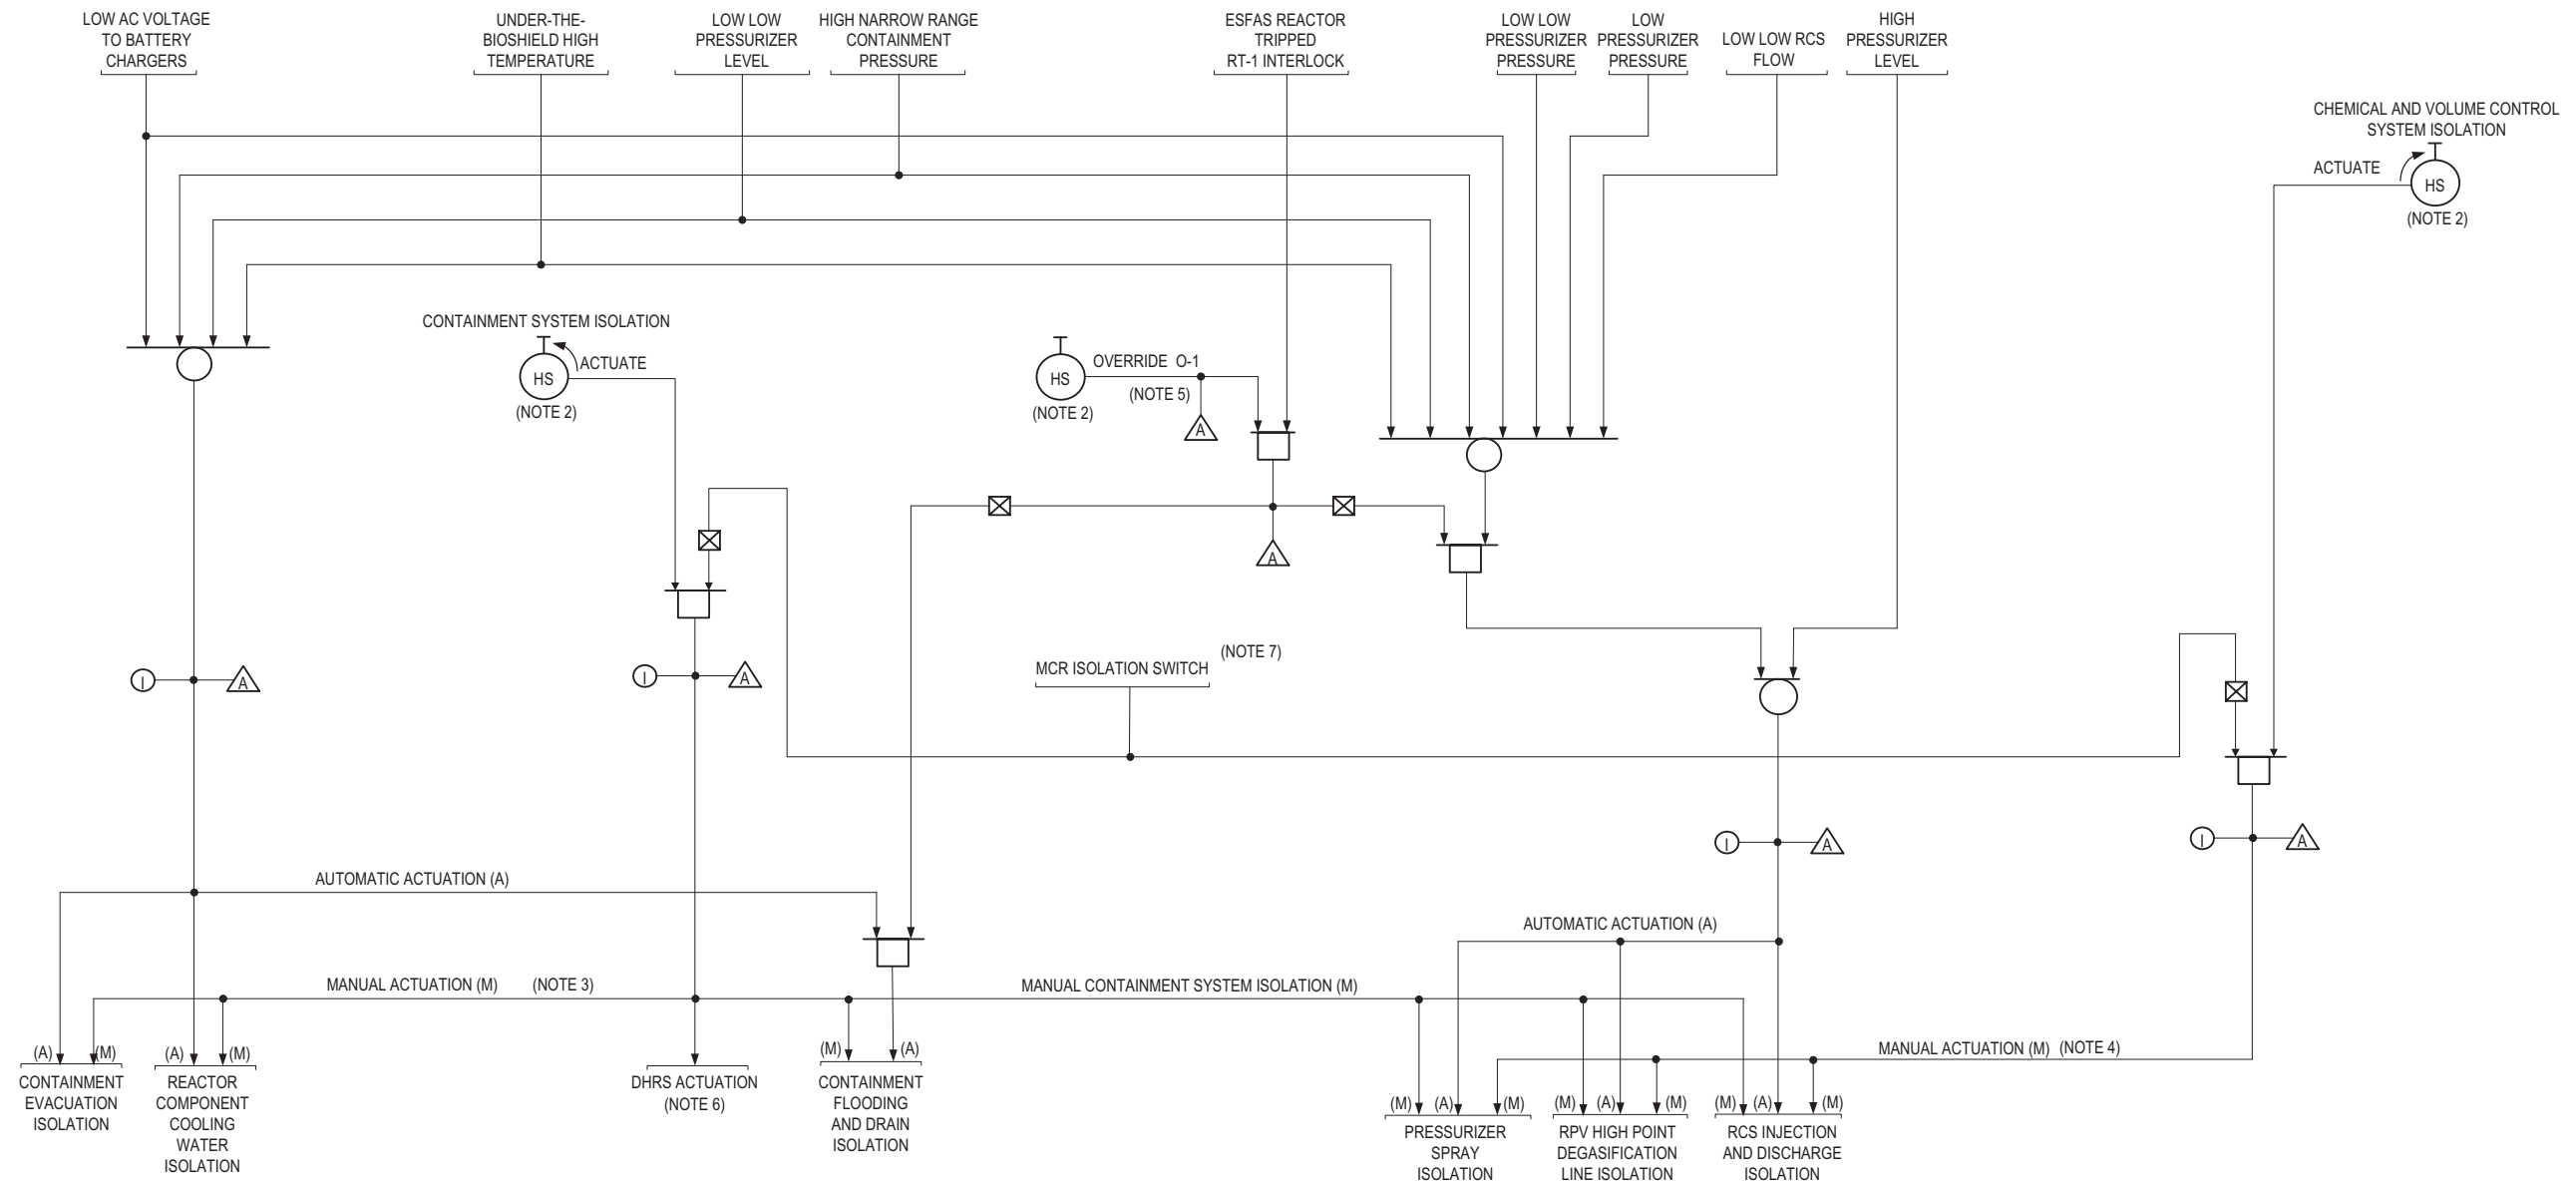 LOW AC VOLTAGE
TO BATTERY
CHARGERS
UNDER-THE-
BIOSHIELD HIGH
TEMPERATURE
LOW LOW
PRESSURIZER
LEVEL
HIGH NARROW RANGE
CONTAINMENT
PRESSURE
ESFAS REACTOR
TRIPPED
RT-1 INTERLOCK
LOW LOW
PRESSURIZER
PRESSURE
LOW
PRESSURIZER
PRESSURE
LOW LOW RCS
FLOW
HIGH
PRESSURIZER
LEVEL
CHEMICAL AND VOLUME CONTROL
SYSTEM ISOLATION
ACTUATE
HS
(NOTE 2)
CONTAINMENT SYSTEM ISOLATION
ACTUATE
HS
(NOTE 2)
HS
(NOTE 2)
OVERRIDE O-1
(NOTE 5)
A
A
MCR ISOLATION SWITCH
(NOTE 7)
I
A
I
A
I
A
I
A
AUTOMATIC ACTUATION (A)
AUTOMATIC ACTUATION (A)
MANUAL ACTUATION (M)
(NOTE 3)
MANUAL CONTAINMENT SYSTEM ISOLATION (M)
MANUAL ACTUATION (M)
(NOTE 4)
(A)
(M)
CONTAINMENT
EVACUATION
ISOLATION
(A)
(M)
REACTOR
COMPONENT
COOLING
WATER
ISOLATION
DHRS ACTUATION
(NOTE 6)
(M)
(A)
CONTAINMENT
FLOODING
AND DRAIN
ISOLATION
(M)
(A)
(M)
PRESSURIZER
SPRAY
ISOLATION
(M)
(A)
(M)
RPV HIGH POINT
DEGASIFICATION
LINE ISOLATION
(M)
(A)
(M)
RCS INJECTION
AND DISCHARGE
ISOLATION